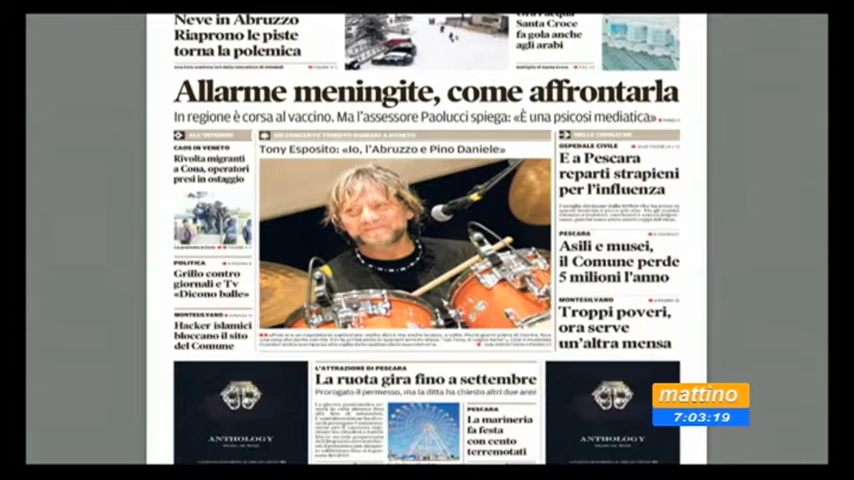 Neve in Abruzzo
Riaprono le piste
torna la polemica
Santa Croce
fa gola anche
agli arabi
Allarme meningite, come affrontarla
In regione è corsa al vaccino. Ma l'assessore Paolucci spiega: «È una psicosi mediatica»
ALL'INTERNO
CAOS IN VENETO
Rivolta migranti
a Cona, operatori
presi in ostaggio
POLITICA
Grillo contro
giornali e Tv
«Dicono balle»
MONTESILVANO
Hacker islamici
bloccano il sito
del Comune
Tony Esposito: «Io, l'Abruzzo e Pino Daniele»
NELLE CRONACHE
OSPEDALE CIVILE
E a Pescara
reparti strapieni
per l'influenza
PESCARA
Asili e musei,
il Comune perde
5 milioni l'anno
MONTESILVANO
Troppi poveri,
ora serve
un'altra mensa
L'ATTRAZIONE DI PESCARA
La ruota gira fino a settembre
Prorogato il permesso, ma la ditta ha chiesto altri due anni
PESCARA
La marineria
fa festa
con cento
terremotati
ANTHOLOGY
ANTHOLOGY
mattino
7:03:19